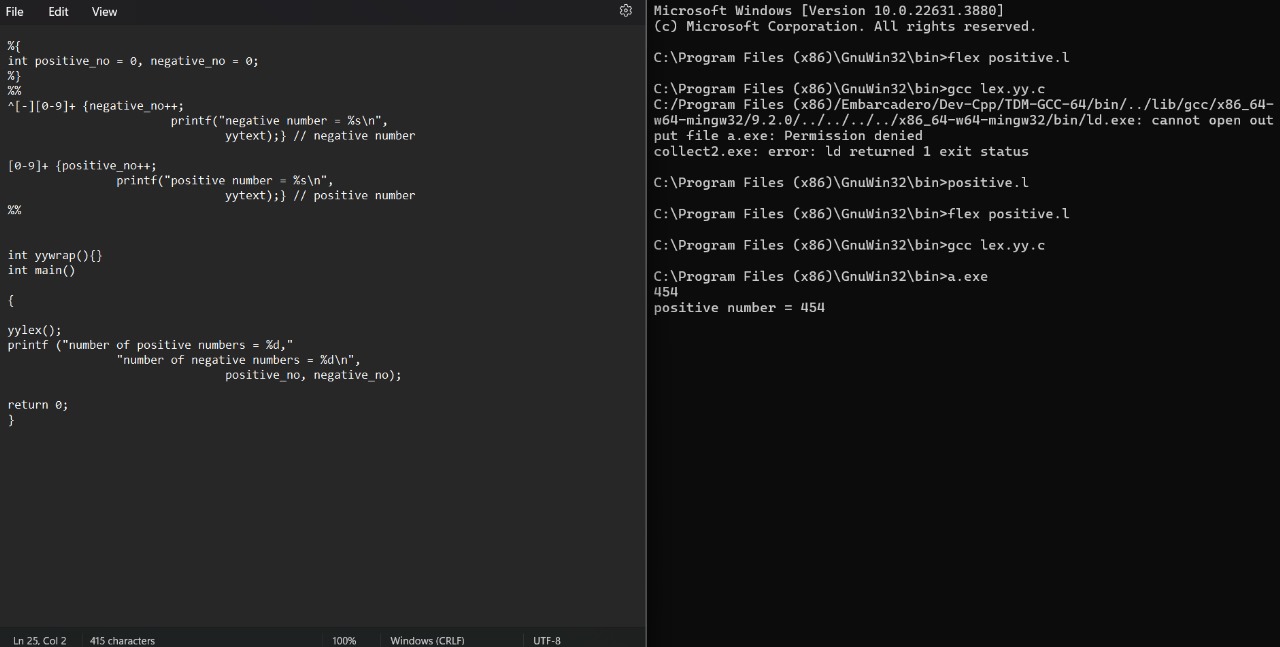 File Edit View
%{
int positive_no = 0, negative_no = 0;
%}
%%
^[-][0-9]+ {negative_no++;
printf("negative number = %s\n",
yytext);} // negative number
[0-9]+ {positive_no++;
printf("positive number = %s\n",
yytext);} // positive number
%%
int yywrap(){}
int main()
{
yylex();
printf ("number of positive numbers = %d,"
"number of negative numbers = %d\n",
positive_no, negative_no);
return 0;
}
Ln 25, Col 2 415 characters 100% Windows (CRLF) UTF-8
Microsoft Windows [Version 10.0.22631.3880]
(c) Microsoft Corporation. All rights reserved.
C:\Program Files (x86)\GnuWin32\bin>flex positive.l
C:\Program Files (x86)\GnuWin32\bin>gcc lex.yy.c
C:/Program Files (x86)/Embarcadero/Dev-Cpp/TDM-GCC-64/bin/../lib/gcc/x86_64-
w64-mingw32/9.2.0/../../../../x86_64-w64-mingw32/bin/ld.exe: cannot open out
put file a.exe: Permission denied
collect2.exe: error: ld returned 1 exit status
C:\Program Files (x86)\GnuWin32\bin>positive.l
C:\Program Files (x86)\GnuWin32\bin>flex positive.l
C:\Program Files (x86)\GnuWin32\bin>gcc lex.yy.c
C:\Program Files (x86)\GnuWin32\bin>a.exe
454
positive number = 454